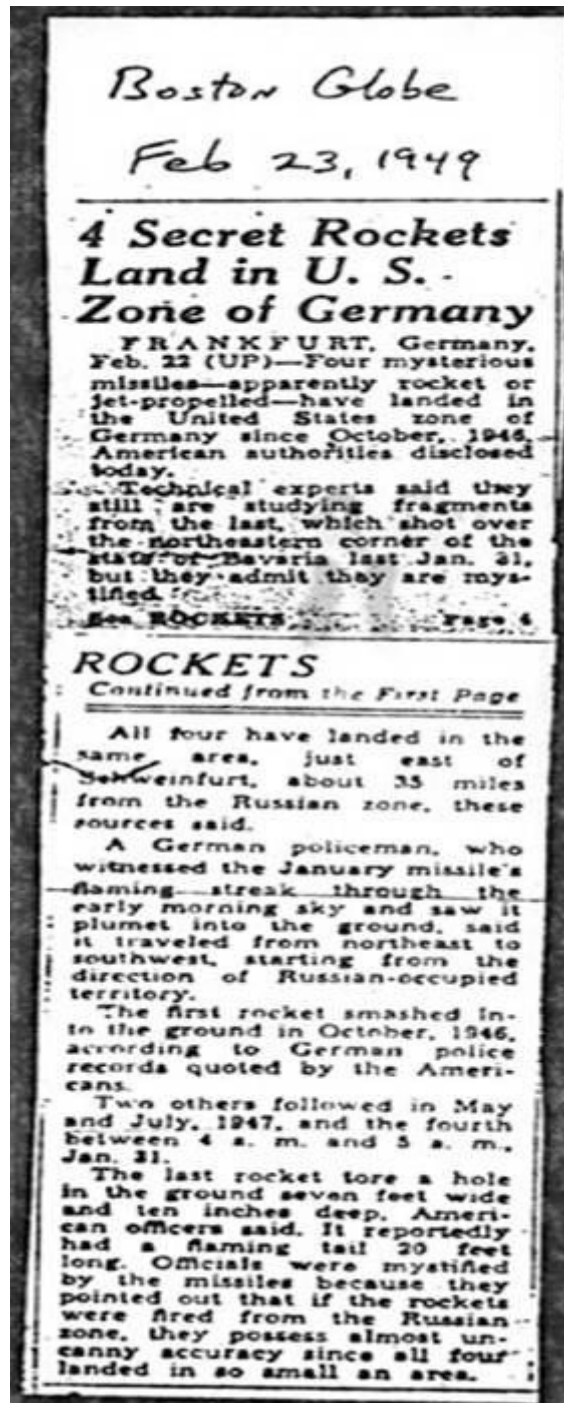 Boston Globe
Feb 23, 1949
4 Secret Rockets
Land in U. S.
Zone of Germany
FRANKFURT, Germany,
Feb. 22 (UP)—Four mysterious
missiles—apparently rocket or
jet-propelled—have landed in
the United States zone of
Germany since October, 1946,
American authorities disclosed
today.
Technical experts said they
still are studying fragments
from the last, which shot over
the northeastern corner of the
state of Bavaria last Jan. 31,
but they admit they are mys-
tified.
See ROCKETS Page 4
ROCKETS
Continued from the First Page
All four have landed in the
same area, just east of
Schweinfurt, about 35 miles
from the Russian zone, these
sources said.
A German policeman, who
witnessed the January missile's
flaming streak through the
early morning sky and saw it
plumet into the ground, said
it traveled from northeast to
southwest, starting from the
direction of Russian-occupied
territory.
The first rocket smashed in-
to the ground in October, 1946,
according to German police
records quoted by the Ameri-
cans.
Two others followed in May
and July, 1947, and the fourth
between 4 a. m. and 5 a. m.,
Jan. 31.
The last rocket tore a hole
in the ground seven feet wide
and ten inches deep, Ameri-
can officers said. It reportedly
had a flaming tail 20 feet
long. Officials were mystified
by the missiles because they
pointed out that if the rockets
were fired from the Russian
zone, they possess almost un-
canny accuracy since all four
landed in so small an area.